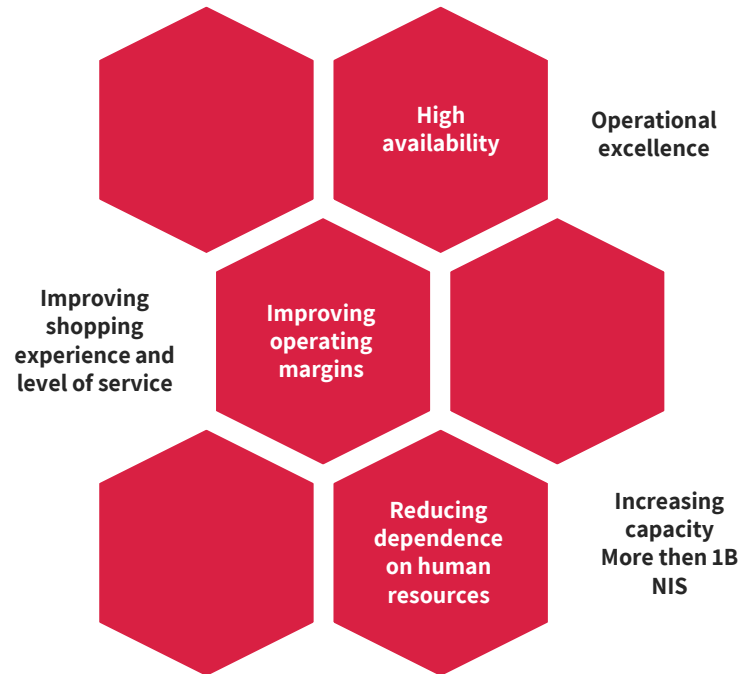 High
availability
Operational
excellence
Improving
shopping
experience and
level of service
Improving
operating
margins
Reducing
dependence
on human
resources
Increasing
capacity
More then 1B
NIS